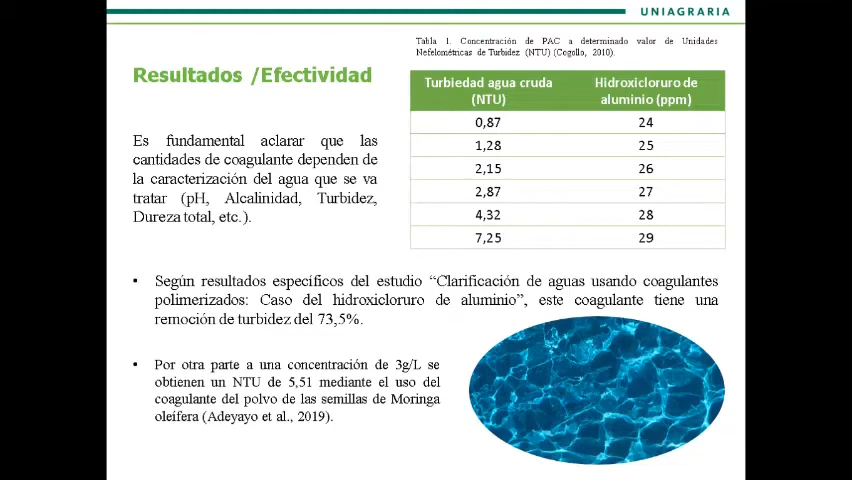 UNIAGRARIA
Tabla 1. Concentración de PAC a determinado valor de Unidades
Nefelométricas de Turbidez (NTU) (Cogollo, 2010).
Resultados /Efectividad
Turbiedad agua cruda (NTU) Hidroxicloruro de aluminio (ppm)
0,87 24
1,28 25
2,15 26
2,87 27
4,32 28
7,25 29
Es fundamental aclarar que las
cantidades de coagulante dependen de
la caracterización del agua que se va
tratar (pH, Alcalinidad, Turbidez,
Dureza total, etc.).
• Según resultados específicos del estudio “Clarificación de aguas usando coagulantes
polimerizados: Caso del hidroxicloruro de aluminio”, este coagulante tiene una
remoción de turbidez del 73,5%.
• Por otra parte a una concentración de 3g/L se
obtienen un NTU de 5,51 mediante el uso del
coagulante del polvo de las semillas de Moringa
oleífera (Adeyayo et al., 2019).